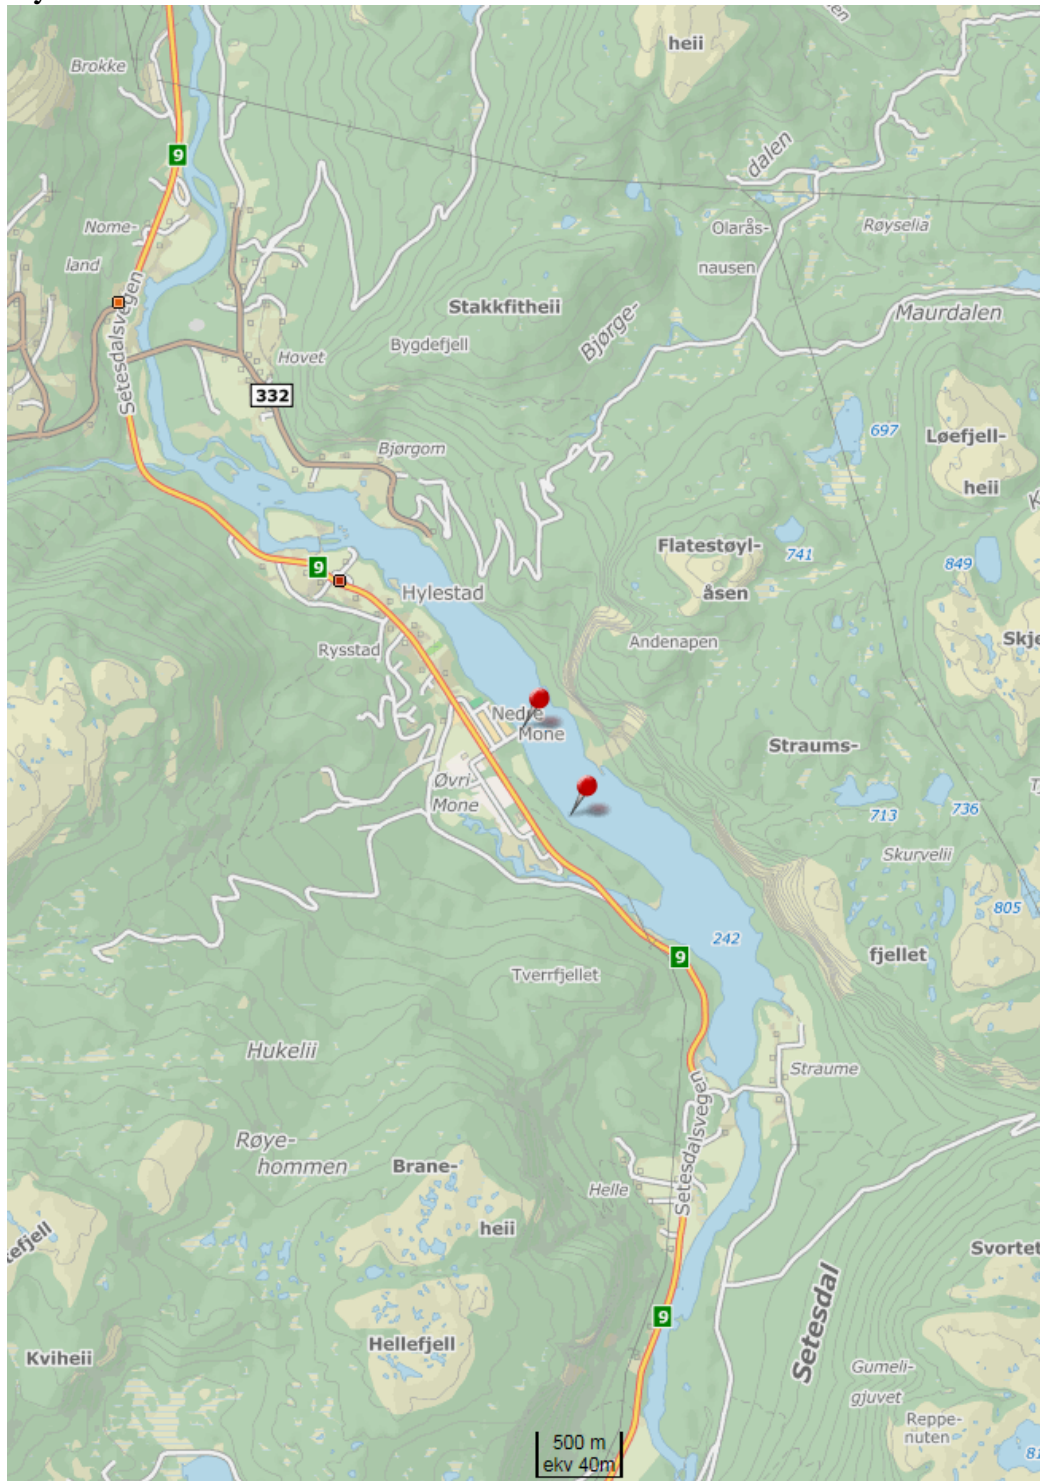 heii
Brokke
9
dalen
Nome-
land
Olarås-
nausen
Røyselia
Setesdalsvegen
Stakkfitheii
Bjørge-
Maurdalen
Bygdefjell
Hovet
332
697
Løefjell-
heii
Bjørgom
Flatestøyl-
åsen
741
849
9
Hylestad
Rysstad
Andenapen
Skje
Nedre
Mone
Straums-
Øvri
Mone
713
736
Skurvelii
805
242
fjellet
9
Tverrfjellet
Hukelii
Straume
Setesdalsvegen
Røye-
hommen
Brane-
heii
Helle
tefjell
Svortet
9
Setesdal
Hellefjell
Kviheii
Gumeli-
gjuvet
Reppe-
nuten
500 m
ekv 40m